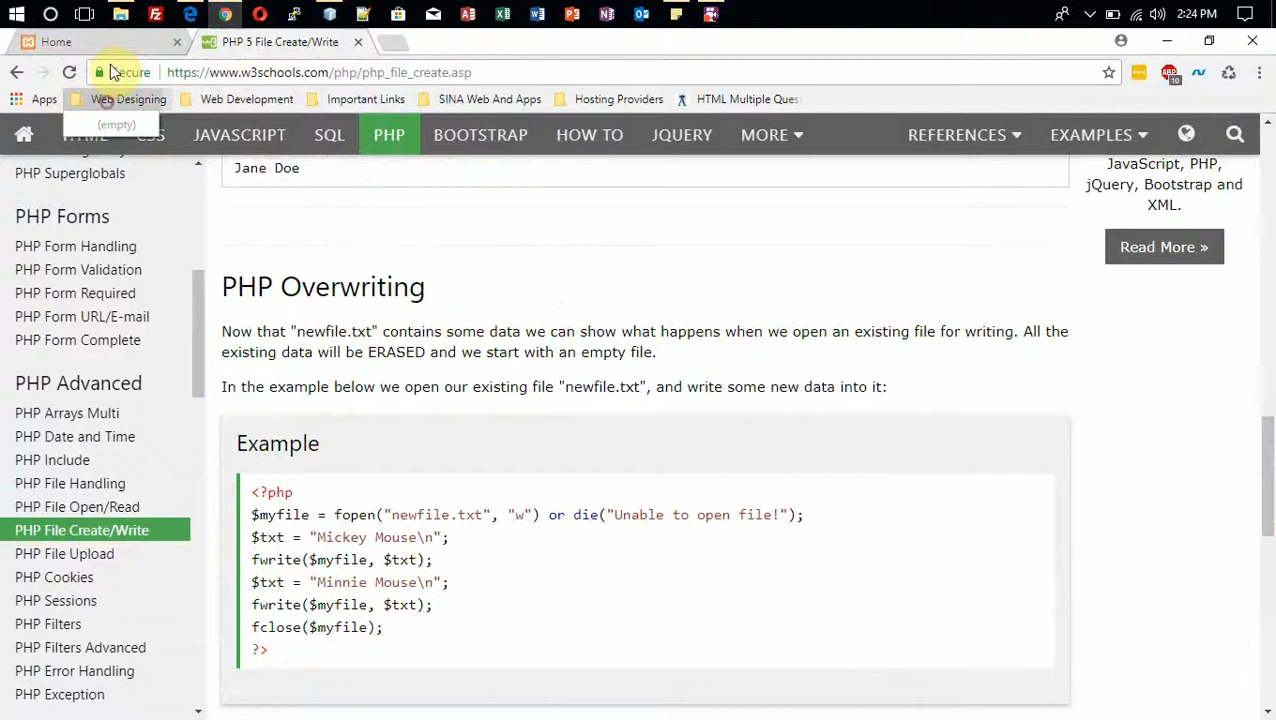 2:24 PM
Home
PHP 5 File Create/Write
Secure
https://www.w3schools.com/php/php_file_create.asp
Apps
Web Designing
Web Development
Important Links
SINA Web And Apps
Hosting Providers
HTML Multiple Ques
(empty)
HTML
CSS
JAVASCRIPT
SQL
PHP
BOOTSTRAP
HOW TO
JQUERY
MORE
REFERENCES
EXAMPLES
PHP Superglobals
PHP Forms
PHP Form Handling
PHP Form Validation
PHP Form Required
PHP Form URL/E-mail
PHP Form Complete
PHP Advanced
PHP Arrays Multi
PHP Date and Time
PHP Include
PHP File Handling
PHP File Open/Read
PHP File Create/Write
PHP File Upload
PHP Cookies
PHP Sessions
PHP Filters
PHP Filters Advanced
PHP Error Handling
PHP Exception
Jane Doe
PHP Overwriting
Now that "newfile.txt" contains some data we can show what happens when we open an existing file for writing. All the
existing data will be ERASED and we start with an empty file.
In the example below we open our existing file "newfile.txt", and write some new data into it:
Example
<?php
$myfile = fopen("newfile.txt", "w") or die("Unable to open file!");
$txt = "Mickey Mouse\n";
fwrite($myfile, $txt);
$txt = "Minnie Mouse\n";
fwrite($myfile, $txt);
fclose($myfile);
?>
JavaScript, PHP,
jQuery, Bootstrap and
XML.
Read More »